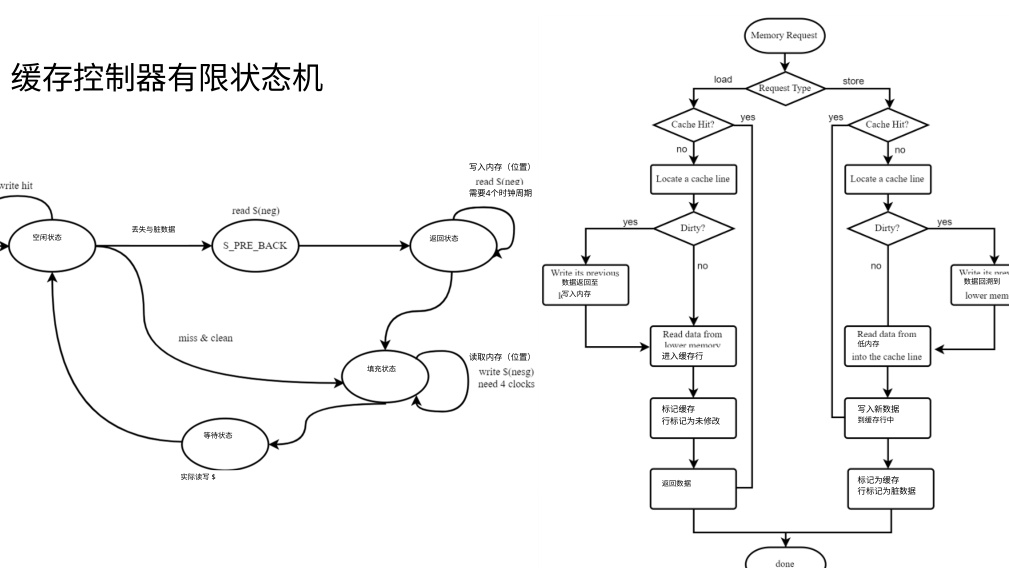 缓存控制器有限状态机
write hit
空闲状态
丢失与脏数据
read $(neg)
S_PRE_BACK
写入内存（位置）
read $(neg)
需要4个时钟周期
返回状态
miss & clean
填充状态
读取内存（位置）
write $(nesg)
need 4 clocks
等待状态
实际读写 $
Memory Request
load
Request Type
store
Cache Hit?
yes
no
Locate a cache line
yes
Dirty?
no
Write its previous
数据返回至
写入内存
Read data from
lower memory
进入缓存行
标记缓存
行标记为未修改
返回数据
yes
Cache Hit?
no
Locate a cache line
Dirty?
yes
no
Write its
数据回溯到
lower
Read data from
低内存
into the cache line
写入新数据
到缓存行中
标记为缓存
行标记为脏数据
done